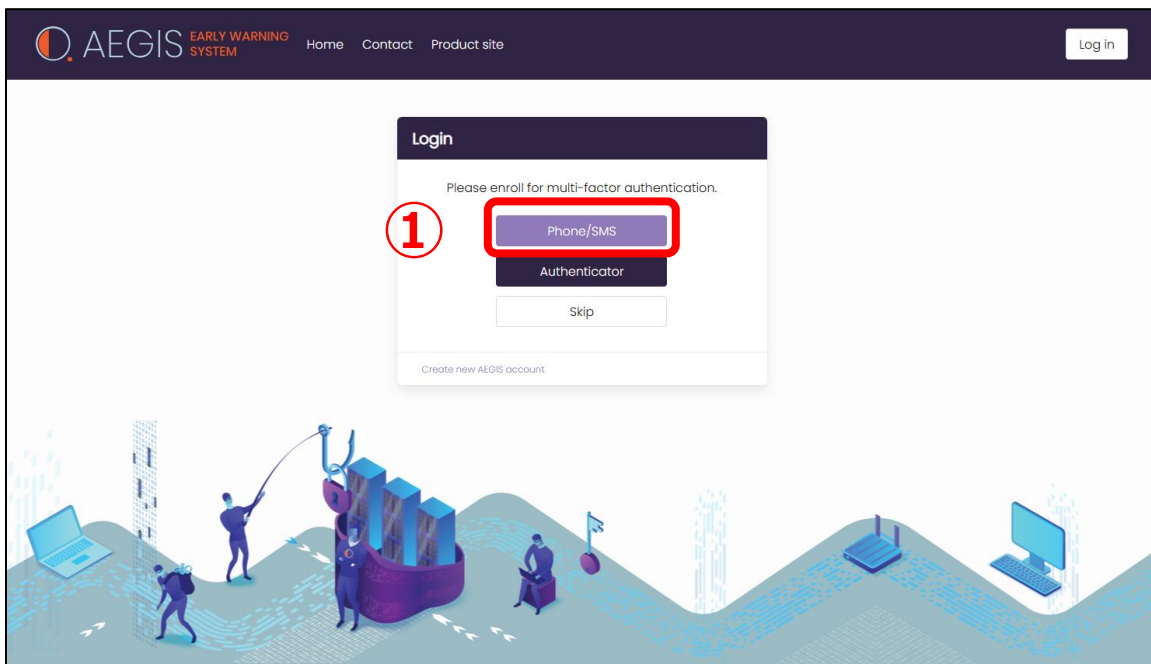 AEGIS EARLY WARNING SYSTEM
Home Contact Product site
Log in
Login
Please enroll for multi-factor authentication.
①
Phone/SMS
Authenticator
Skip
Create new AEGIS account